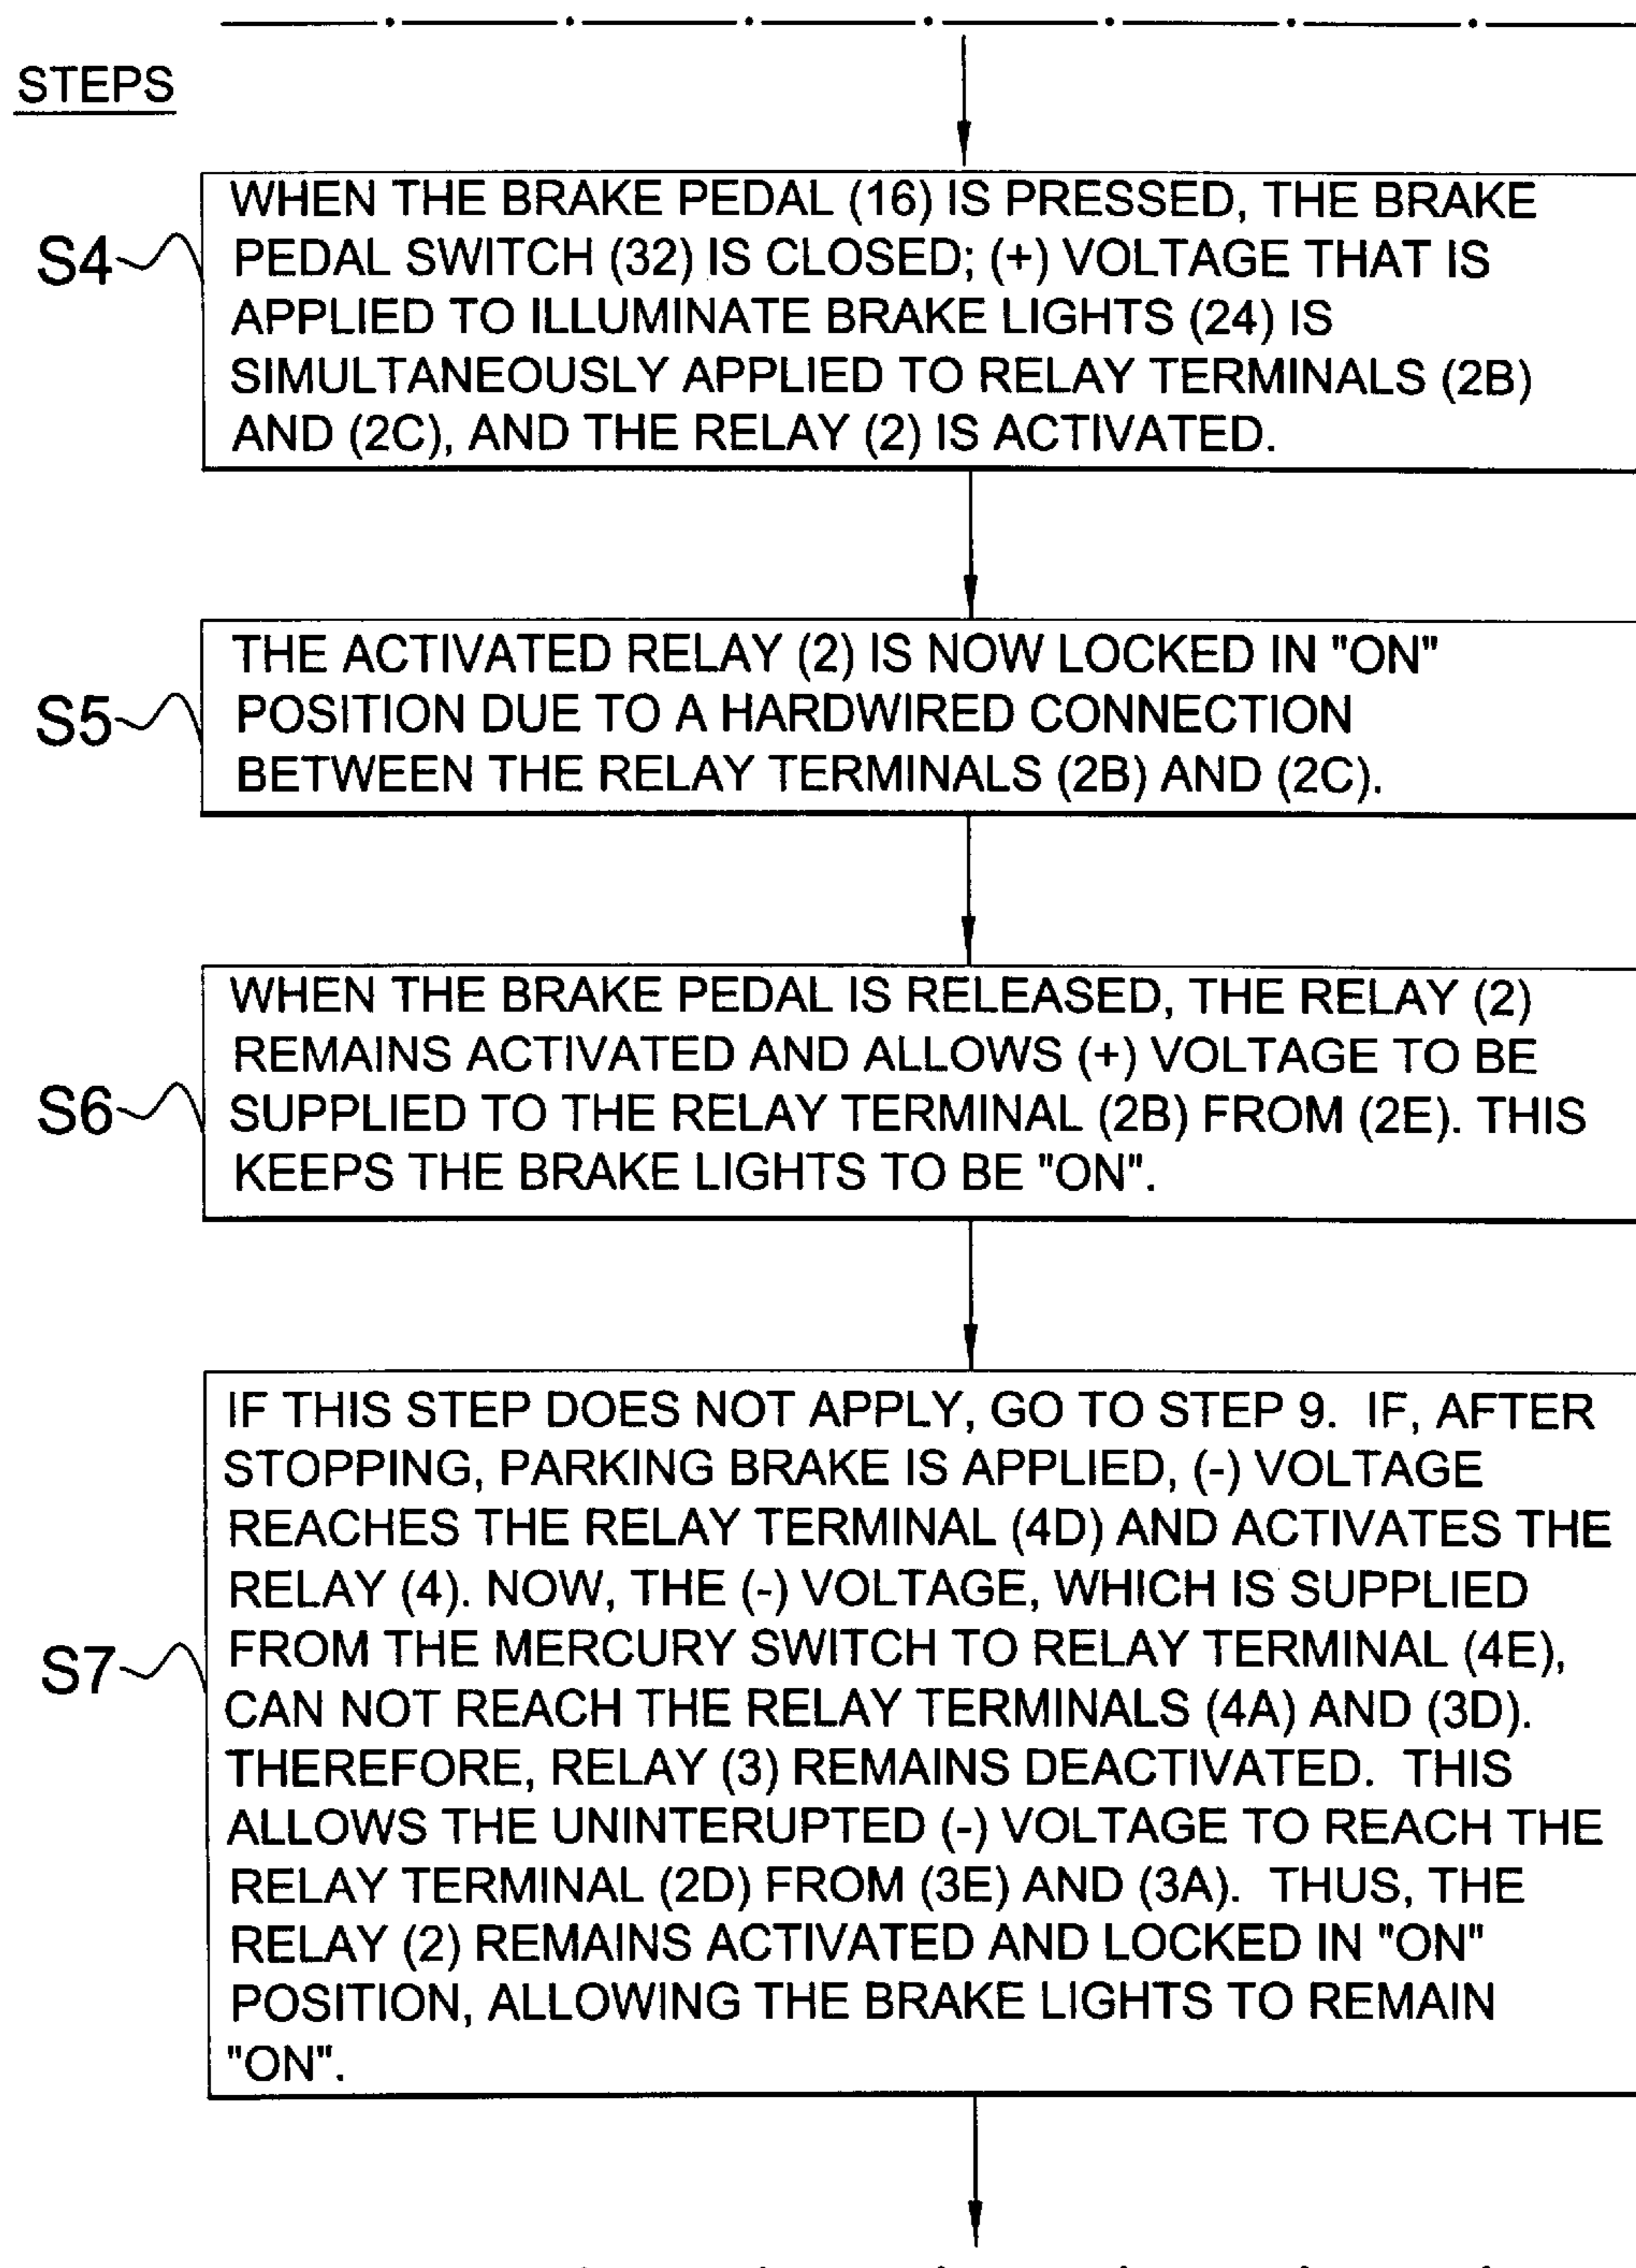 STEPS
S4
WHEN THE BRAKE PEDAL (16) IS PRESSED, THE BRAKE
PEDAL SWITCH (32) IS CLOSED; (+) VOLTAGE THAT IS
APPLIED TO ILLUMINATE BRAKE LIGHTS (24) IS
SIMULTANEOUSLY APPLIED TO RELAY TERMINALS (2B)
AND (2C), AND THE RELAY (2) IS ACTIVATED.
S5
THE ACTIVATED RELAY (2) IS NOW LOCKED IN "ON"
POSITION DUE TO A HARDWIRED CONNECTION
BETWEEN THE RELAY TERMINALS (2B) AND (2C).
S6
WHEN THE BRAKE PEDAL IS RELEASED, THE RELAY (2)
REMAINS ACTIVATED AND ALLOWS (+) VOLTAGE TO BE
SUPPLIED TO THE RELAY TERMINAL (2B) FROM (2E). THIS
KEEPS THE BRAKE LIGHTS TO BE "ON".
S7
IF THIS STEP DOES NOT APPLY, GO TO STEP 9. IF, AFTER
STOPPING, PARKING BRAKE IS APPLIED, (-) VOLTAGE
REACHES THE RELAY TERMINAL (4D) AND ACTIVATES THE
RELAY (4). NOW, THE (-) VOLTAGE, WHICH IS SUPPLIED
FROM THE MERCURY SWITCH TO RELAY TERMINAL (4E),
CAN NOT REACH THE RELAY TERMINALS (4A) AND (3D).
THEREFORE, RELAY (3) REMAINS DEACTIVATED. THIS
ALLOWS THE UNINTERUPTED (-) VOLTAGE TO REACH THE
RELAY TERMINAL (2D) FROM (3E) AND (3A). THUS, THE
RELAY (2) REMAINS ACTIVATED AND LOCKED IN "ON"
POSITION, ALLOWING THE BRAKE LIGHTS TO REMAIN
"ON".